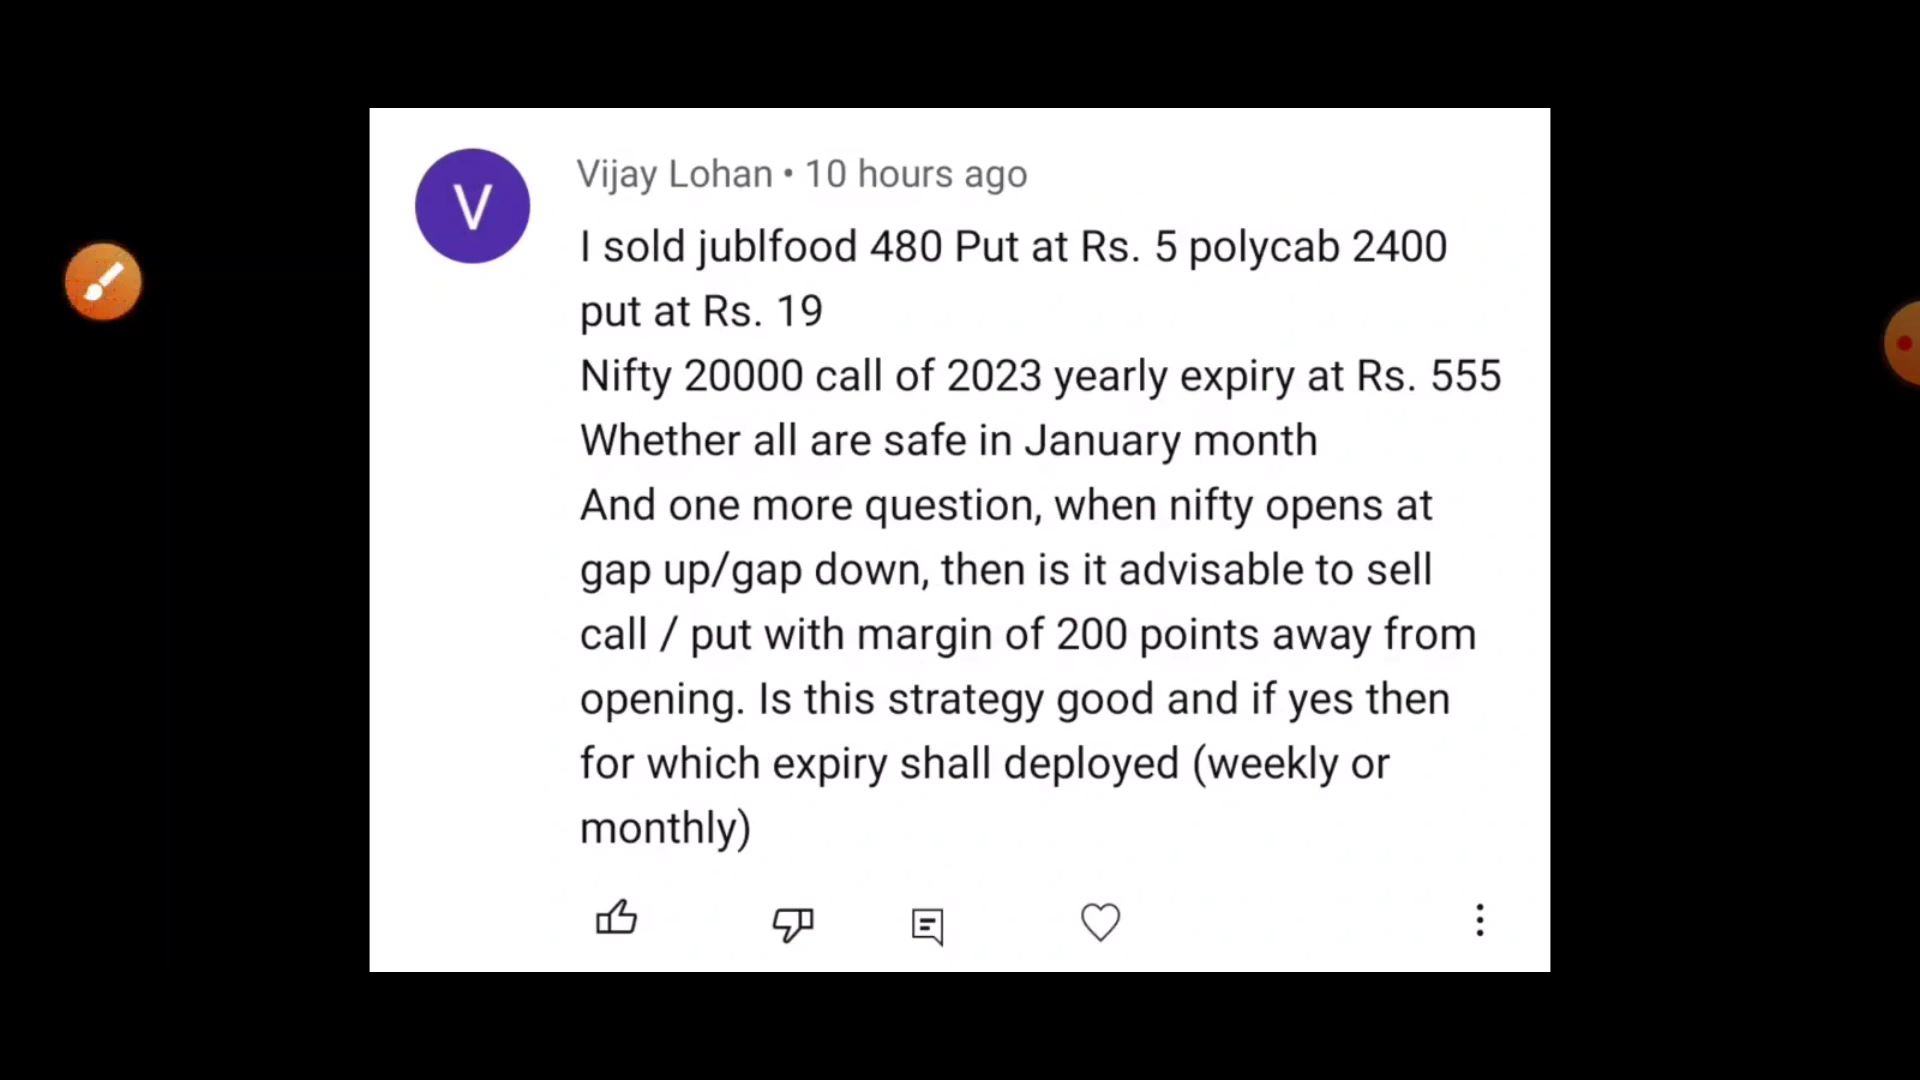 V
Vijay Lohan • 10 hours ago
I sold jublfood 480 Put at Rs. 5 polycab 2400
put at Rs. 19
Nifty 20000 call of 2023 yearly expiry at Rs. 555
Whether all are safe in January month
And one more question, when nifty opens at
gap up/gap down, then is it advisable to sell
call / put with margin of 200 points away from
opening. Is this strategy good and if yes then
for which expiry shall deployed (weekly or
monthly)